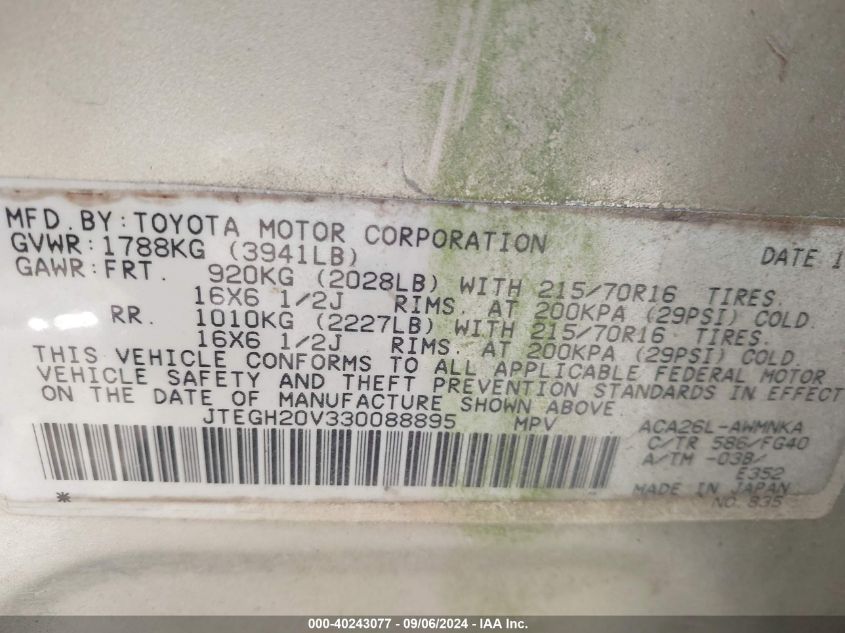 MFD. BY: TOYOTA MOTOR CORPORATION DATE 1
GVWR: 1788KG (3941LB)
GAWR: FRT. 920KG (2028LB) WITH 215/70R16 TIRES.
16X6 1/2J RIMS. AT 200KPA (29PSI) COLD.
RR. 1010KG (2227LB) WITH 215/70R16 TIRES.
16X6 1/2J RIMS. AT 200KPA (29PSI) COLD.
THIS VEHICLE CONFORMS TO ALL APPLICABLE FEDERAL MOTOR
VEHICLE SAFETY AND THEFT PREVENTION STANDARDS IN EFFECT
ON THE DATE OF MANUFACTURE SHOWN ABOVE
JTEGH20V330088895 MPV ACA26L-AWMNKA
C/TR 586/FG40
A/TM -03B/
E352
MADE IN JAPAN
* NO. 835
000-40243077 - 09/06/2024 - IAA Inc.